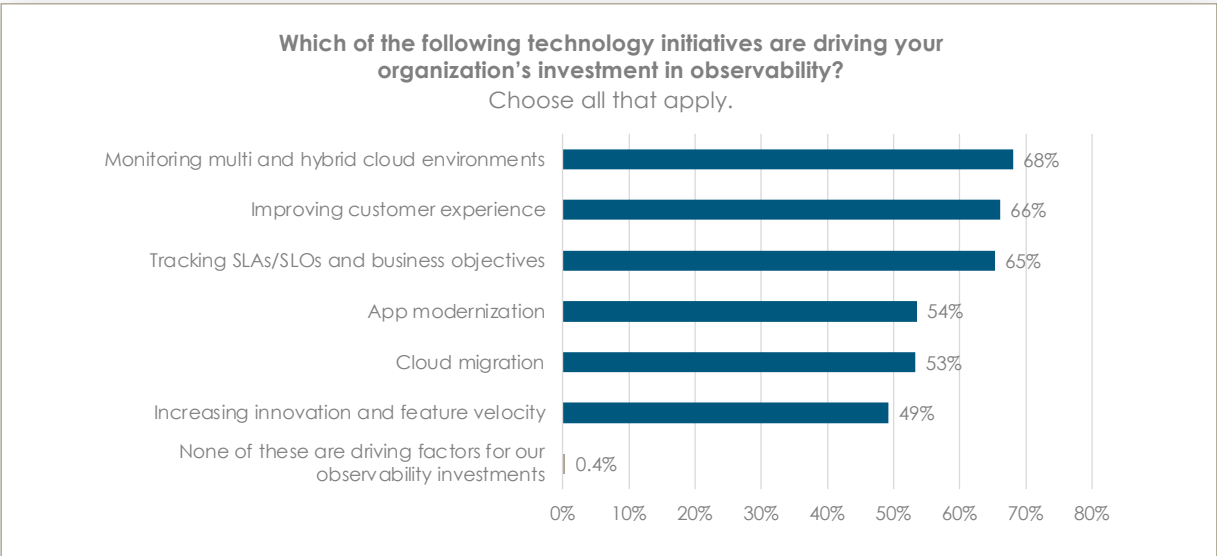 Which of the following technology initiatives are driving your
organization's investment in observability?
Choose all that apply.
Monitoring multi and hybrid cloud environments
68%
Improving customer experience
66%
Tracking SLAs/SLOs and business objectives
65%
App modernization
54%
Cloud migration
53%
Increasing innovation and feature velocity
49%
None of these are driving factors for our
observability investments
0.4%
0% 10% 20% 30% 40% 50% 60% 70% 80%